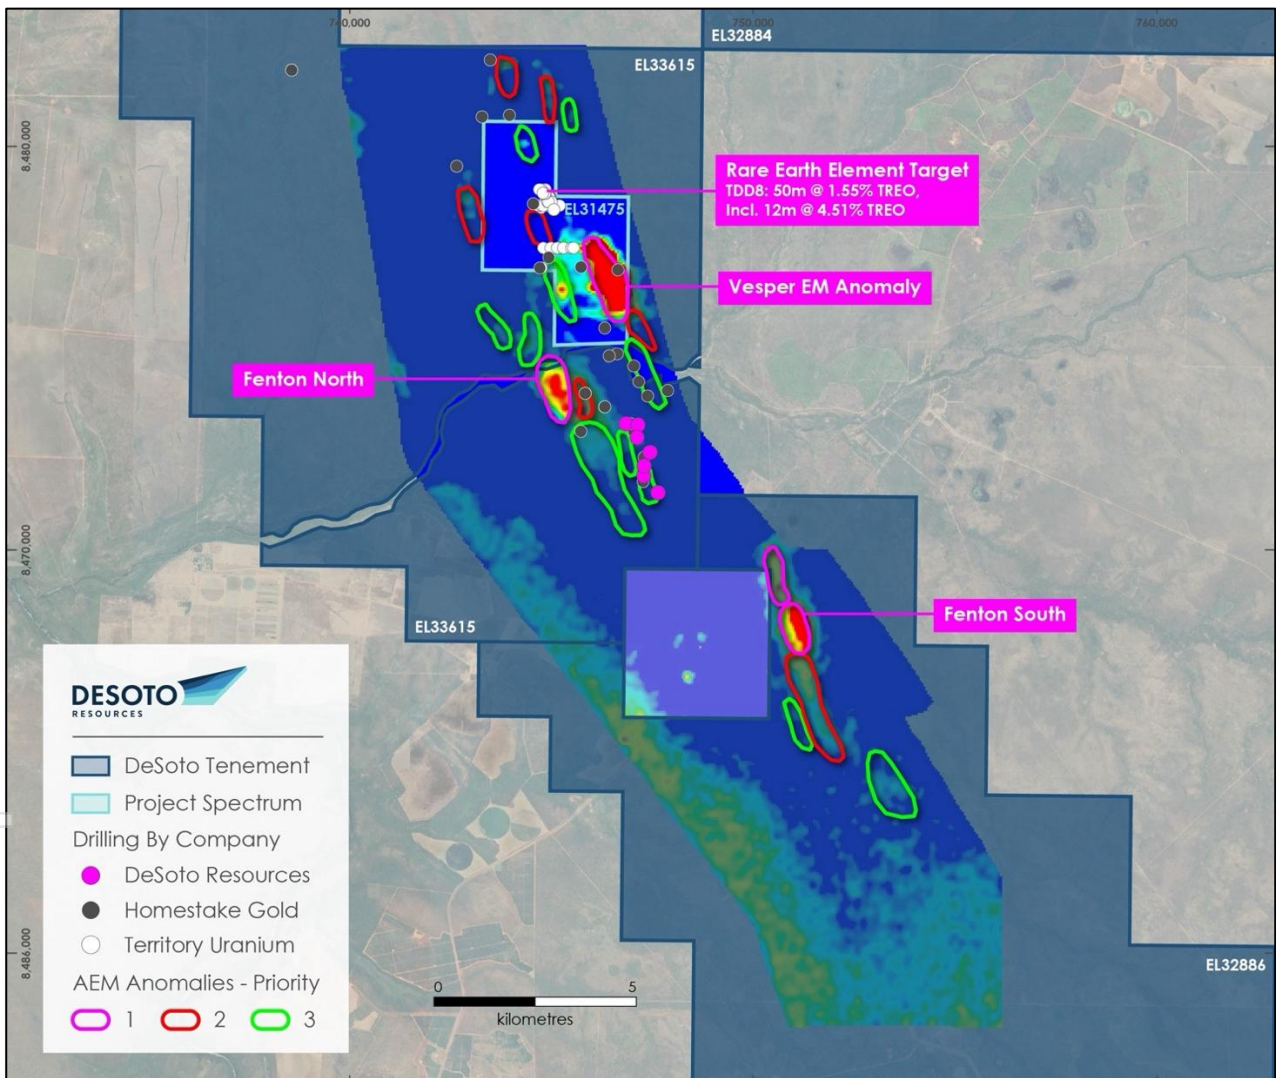 740,000
750,000
760,000
EL32884
EL33615
8,480,000
Rare Earth Element Target
TDD8: 50m @ 1.55% TREO,
Incl. 12m @ 4.51% TREO
EL31475
Vesper EM Anomaly
Fenton North
8,470,000
Fenton South
EL33615
DESOTO
RESOURCES
DeSoto Tenement
Project Spectrum
Drilling By Company
DeSoto Resources
Homestake Gold
Territory Uranium
AEM Anomalies - Priority
1 2 3
8,486,000
0 5
kilometres
EL32886